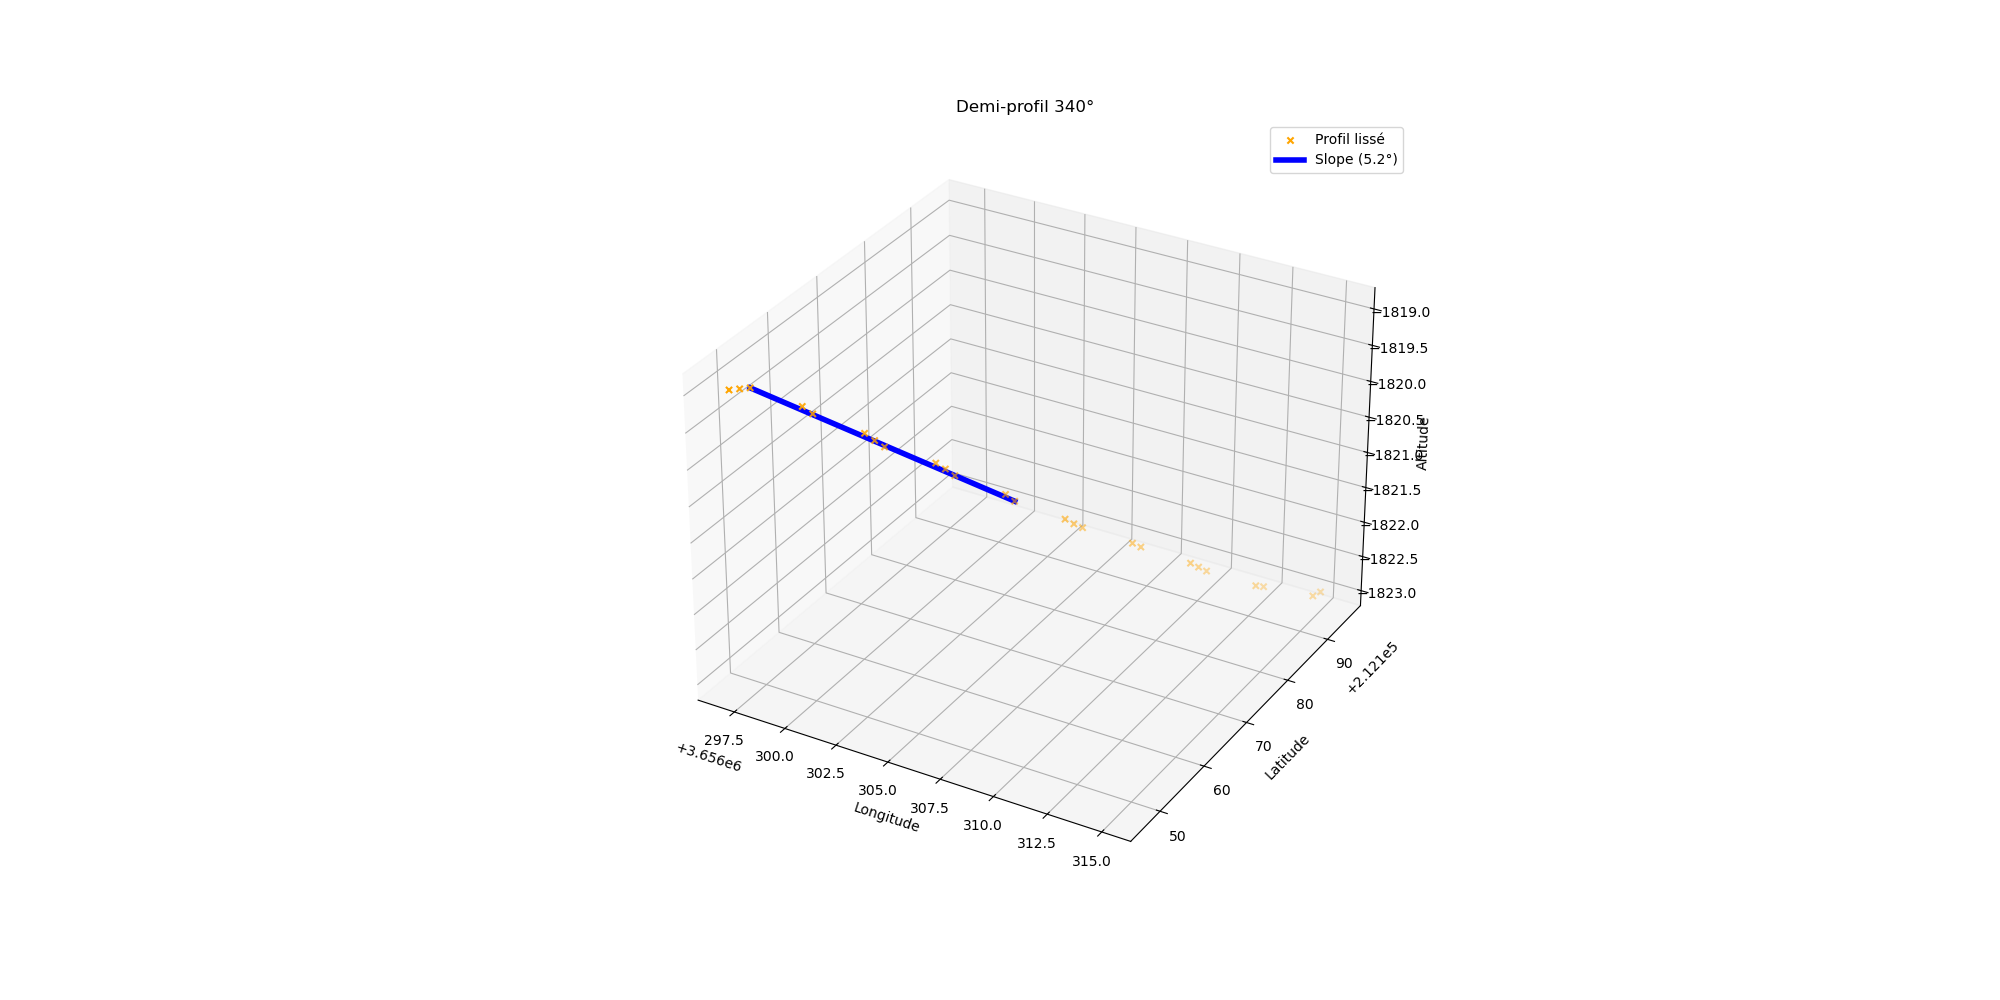 Demi-profil 340°
Profil lissé
Slope (5.2°)
−1819.0
−1819.5
−1820.0
−1820.5
Altitude
−1821.0
−1821.5
−1822.0
−1822.5
−1823.0
90
+2.121e5
80
70
Latitude
60
50
297.5
+3.656e6
300.0
302.5
305.0
307.5
Longitude
310.0
312.5
315.0